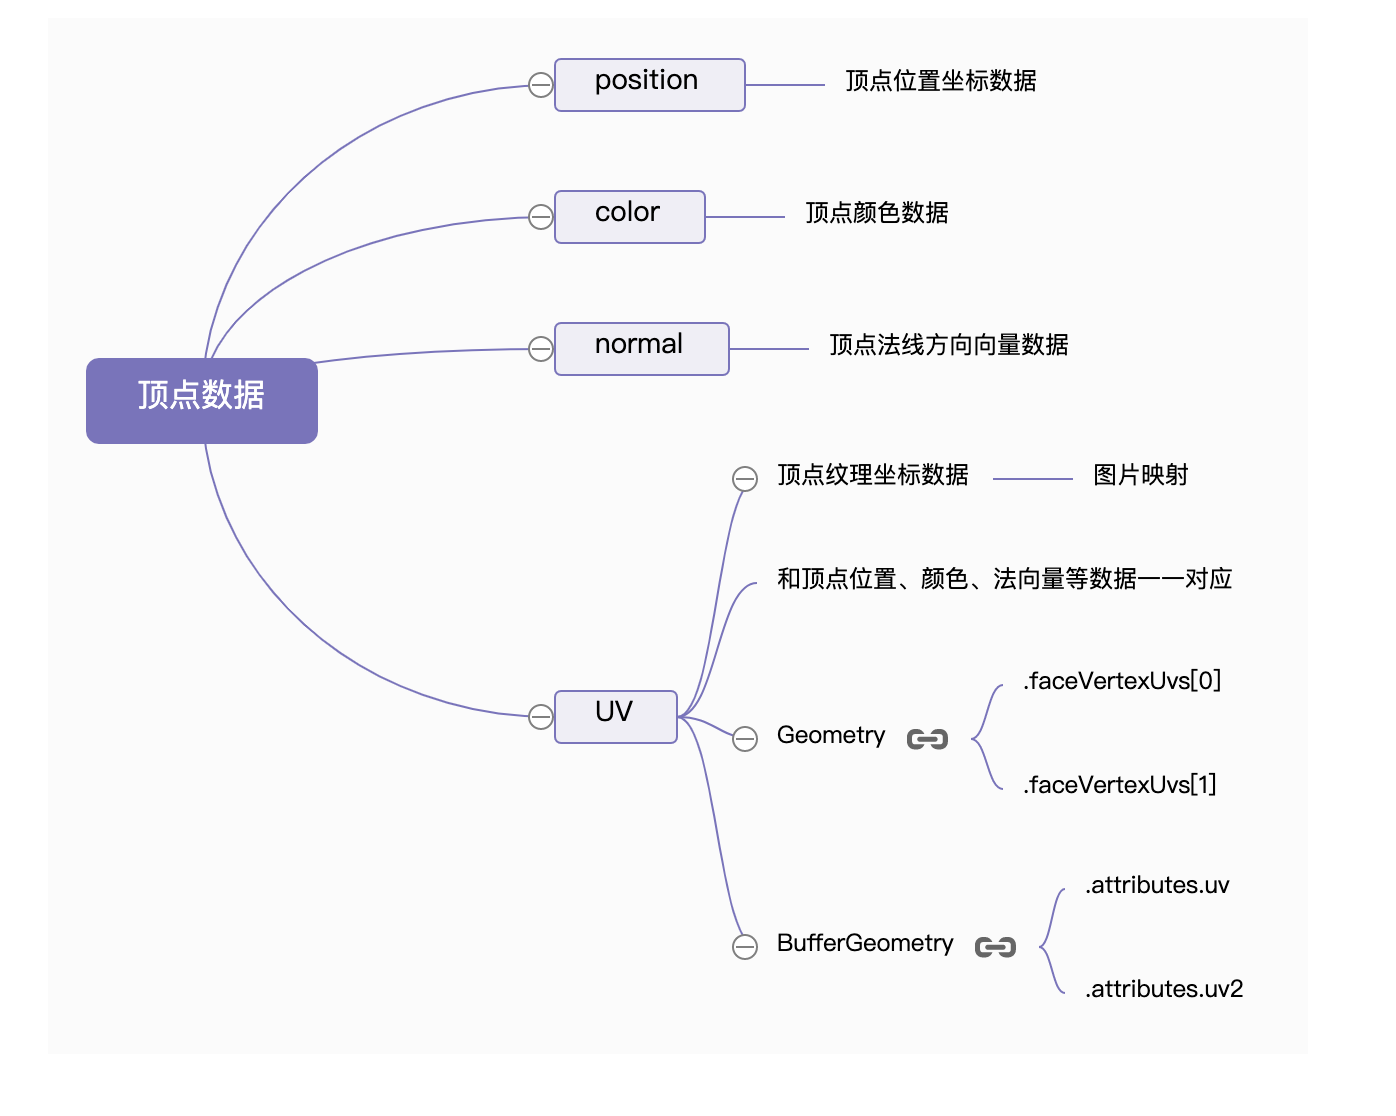 position
顶点位置坐标数据
color
顶点颜色数据
normal
顶点法线方向向量数据
顶点数据
顶点纹理坐标数据
图片映射
和顶点位置、颜色、法向量等数据一一对应
UV
Geometry
.faceVertexUvs[0]
.faceVertexUvs[1]
BufferGeometry
.attributes.uv
.attributes.uv2